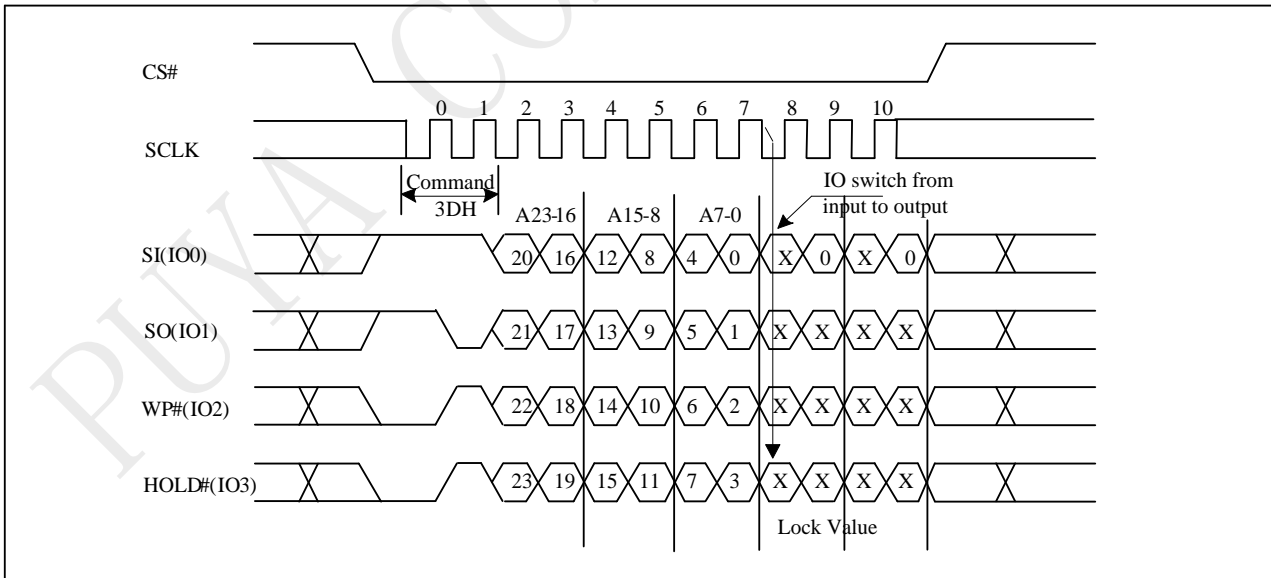 PUYA CO
CS#
0 1 2 3 4 5 6 7 8 9 10
SCLK
Command
3DH
IO switch from
input to output
A23-16 A15-8 A7-0
SI(IO0) 20 16 12 8 4 0 X 0 X 0
SO(IO1) 21 17 13 9 5 1 X X X X
WP#(IO2) 22 18 14 10 6 2 X X X X
HOLD#(IO3) 23 19 15 11 7 3 X X X X
Lock Value